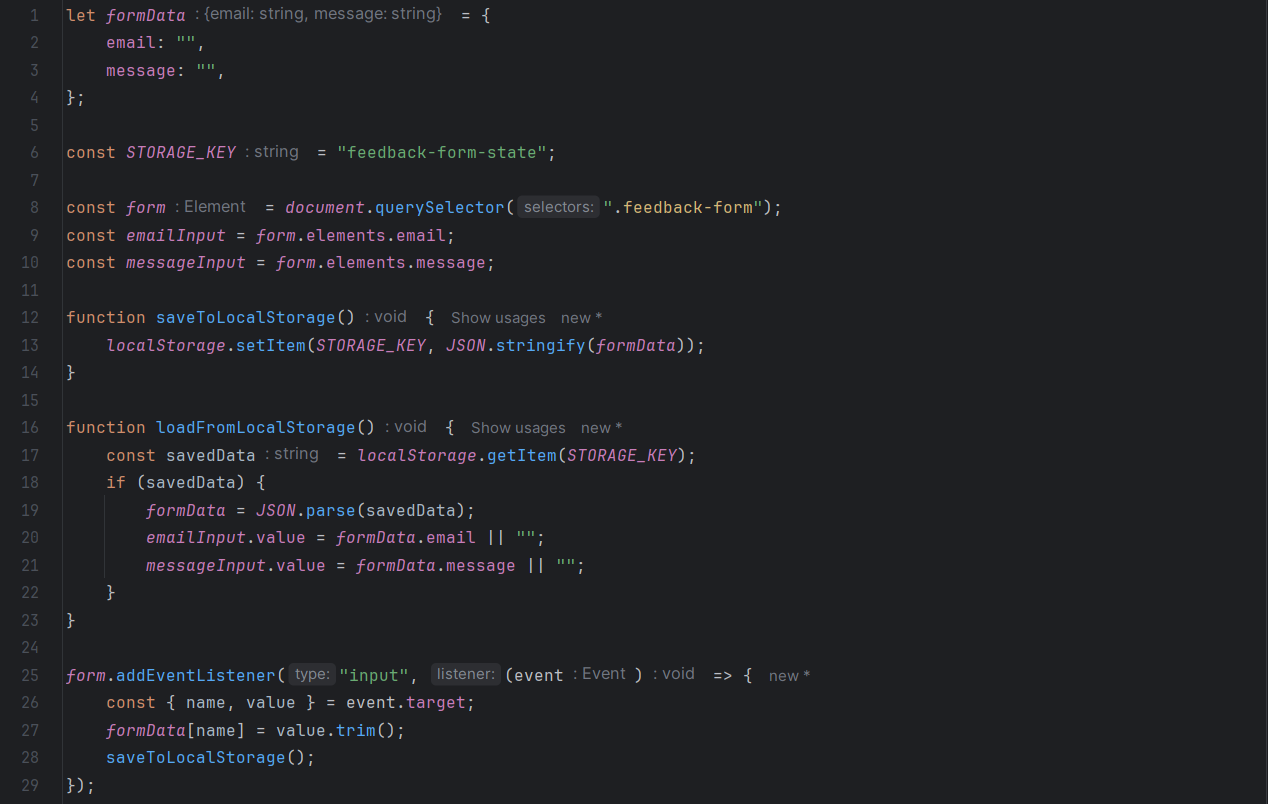 1 let formData : {email: string, message: string} = {
2 email: "",
3 message: "",
4 };
5
6 const STORAGE_KEY : string = "feedback-form-state";
7
8 const form : Element = document.querySelector( selectors: ".feedback-form");
9 const emailInput = form.elements.email;
10 const messageInput = form.elements.message;
11
12 function saveToLocalStorage() : void { Show usages new *
13 localStorage.setItem(STORAGE_KEY, JSON.stringify(formData));
14 }
15
16 function loadFromLocalStorage() : void { Show usages new *
17 const savedData : string = localStorage.getItem(STORAGE_KEY);
18 if (savedData) {
19 formData = JSON.parse(savedData);
20 emailInput.value = formData.email || "";
21 messageInput.value = formData.message || "";
22 }
23 }
24
25 form.addEventListener( type: "input", listener: (event : Event ) : void => { new *
26 const { name, value } = event.target;
27 formData[name] = value.trim();
28 saveToLocalStorage();
29 });